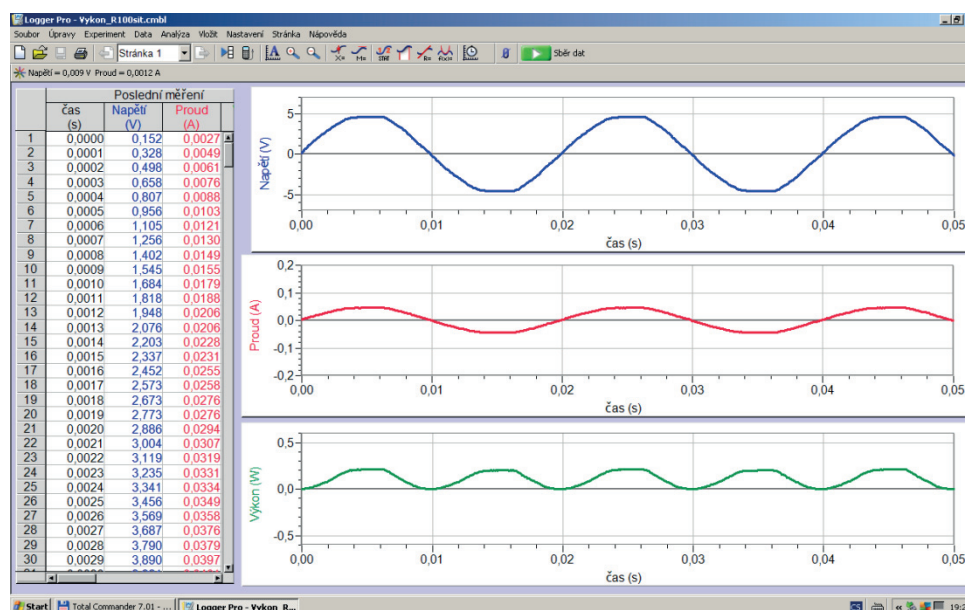 Logger Pro - Vykon_R100sit.cmbl
Soubor Úpravy Experiment Data Analýza Vložit Nastavení Stránka Nápověda
Stránka 1 Sběr dat
Napětí = 0,009 V Proud = 0,0012 A
Poslední měření
čas Napětí Proud
(s) (V) (A)
1 0,0000 0,152 0,0027
2 0,0001 0,328 0,0049
3 0,0002 0,498 0,0061
4 0,0003 0,658 0,0076
5 0,0004 0,807 0,0088
6 0,0005 0,956 0,0103
7 0,0006 1,105 0,0121
8 0,0007 1,256 0,0130
9 0,0008 1,402 0,0149
10 0,0009 1,545 0,0155
11 0,0010 1,684 0,0179
12 0,0011 1,818 0,0188
13 0,0012 1,948 0,0206
14 0,0013 2,076 0,0206
15 0,0014 2,203 0,0228
16 0,0015 2,337 0,0231
17 0,0016 2,452 0,0255
18 0,0017 2,573 0,0258
19 0,0018 2,673 0,0276
20 0,0019 2,773 0,0276
21 0,0020 2,886 0,0294
22 0,0021 3,004 0,0307
23 0,0022 3,119 0,0319
24 0,0023 3,235 0,0331
25 0,0024 3,341 0,0334
26 0,0025 3,456 0,0349
27 0,0026 3,569 0,0358
28 0,0027 3,687 0,0376
29 0,0028 3,790 0,0379
30 0,0029 3,890 0,0397
Napětí (V)
5
0
-5
0,00 0,01 0,02 0,03 0,04 0,05
čas (s)
Proud (A)
0,2
0,1
0,0
-0,1
-0,2
0,00 0,01 0,02 0,03 0,04 0,05
čas (s)
Výkon (W)
0,5
0,0
-0,5
0,00 0,01 0,02 0,03 0,04 0,05
čas (s)
Start Total Commander 7.01 - ... Logger Pro - Vykon_R... CS